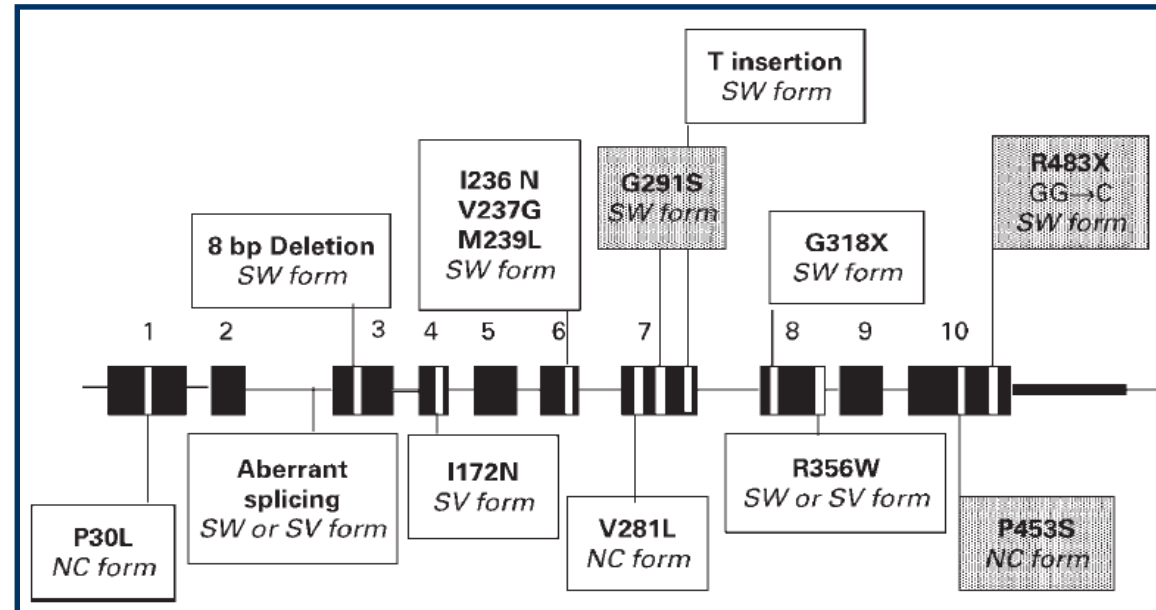 T insertion
SW form
I236 N
V237G
M239L
SW form
G291S
SW form
R483X
GG→C
SW form
8 bp Deletion
SW form
G318X
SW form
1 2 3 4 5 6 7 8 9 10
Aberrant
splicing
SW or SV form
I172N
SV form
R356W
SW or SV form
P30L
NC form
V281L
NC form
P453S
NC form